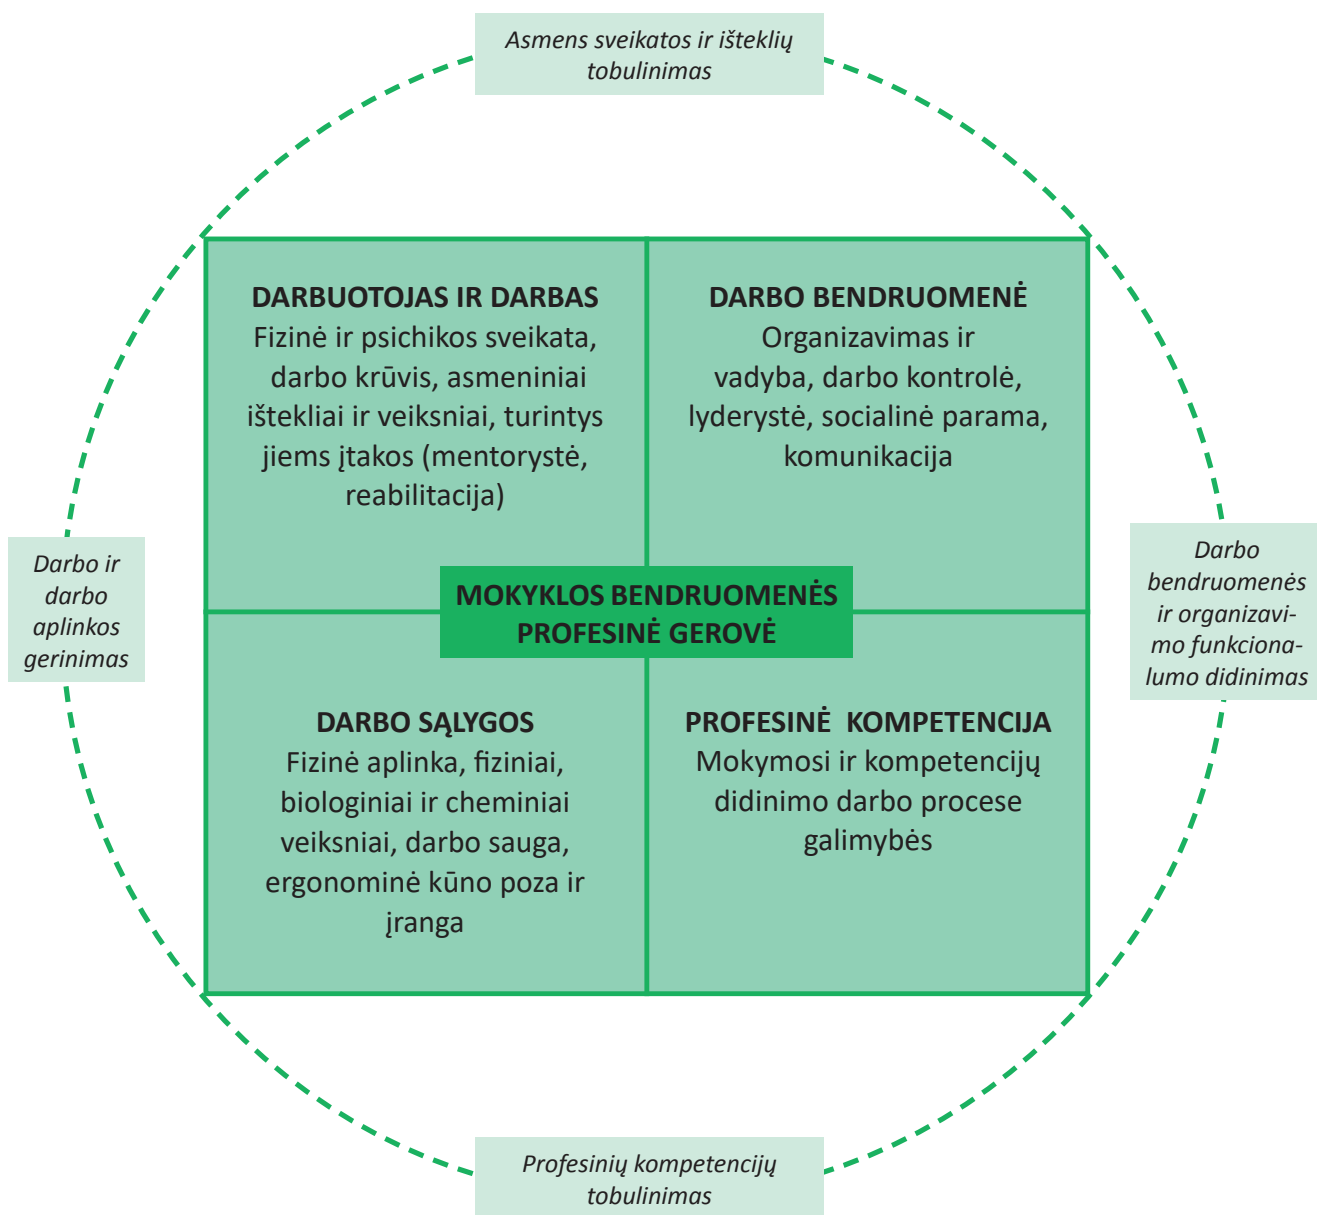 Asmens sveikatos ir išteklių
tobulinimas
DARBUOTOJAS IR DARBAS
Fizinė ir psichikos sveikata,
darbo krūvis, asmeniniai
ištekliai ir veiksniai, turintys
jiems įtakos (mentorystė,
reabilitacija)
DARBO BENDRUOMENĖ
Organizavimas ir
vadyba, darbo kontrolė,
lyderystė, socialinė parama,
komunikacija
Darbo ir
darbo
aplinkos
gerinimas
MOKYKLOS BENDRUOMENĖS
PROFESINĖ GEROVĖ
Darbo
bendruomenės
ir organizavi-
mo funkciona-
lumo didinimas
DARBO SĄLYGOS
Fizinė aplinka, fiziniai,
biologiniai ir cheminiai
veiksniai, darbo sauga,
ergonominė kūno poza ir
įranga
PROFESINĖ KOMPETENCIJA
Mokymosi ir kompetencijų
didinimo darbo procese
galimybės
Profesinių kompetencijų
tobulinimas